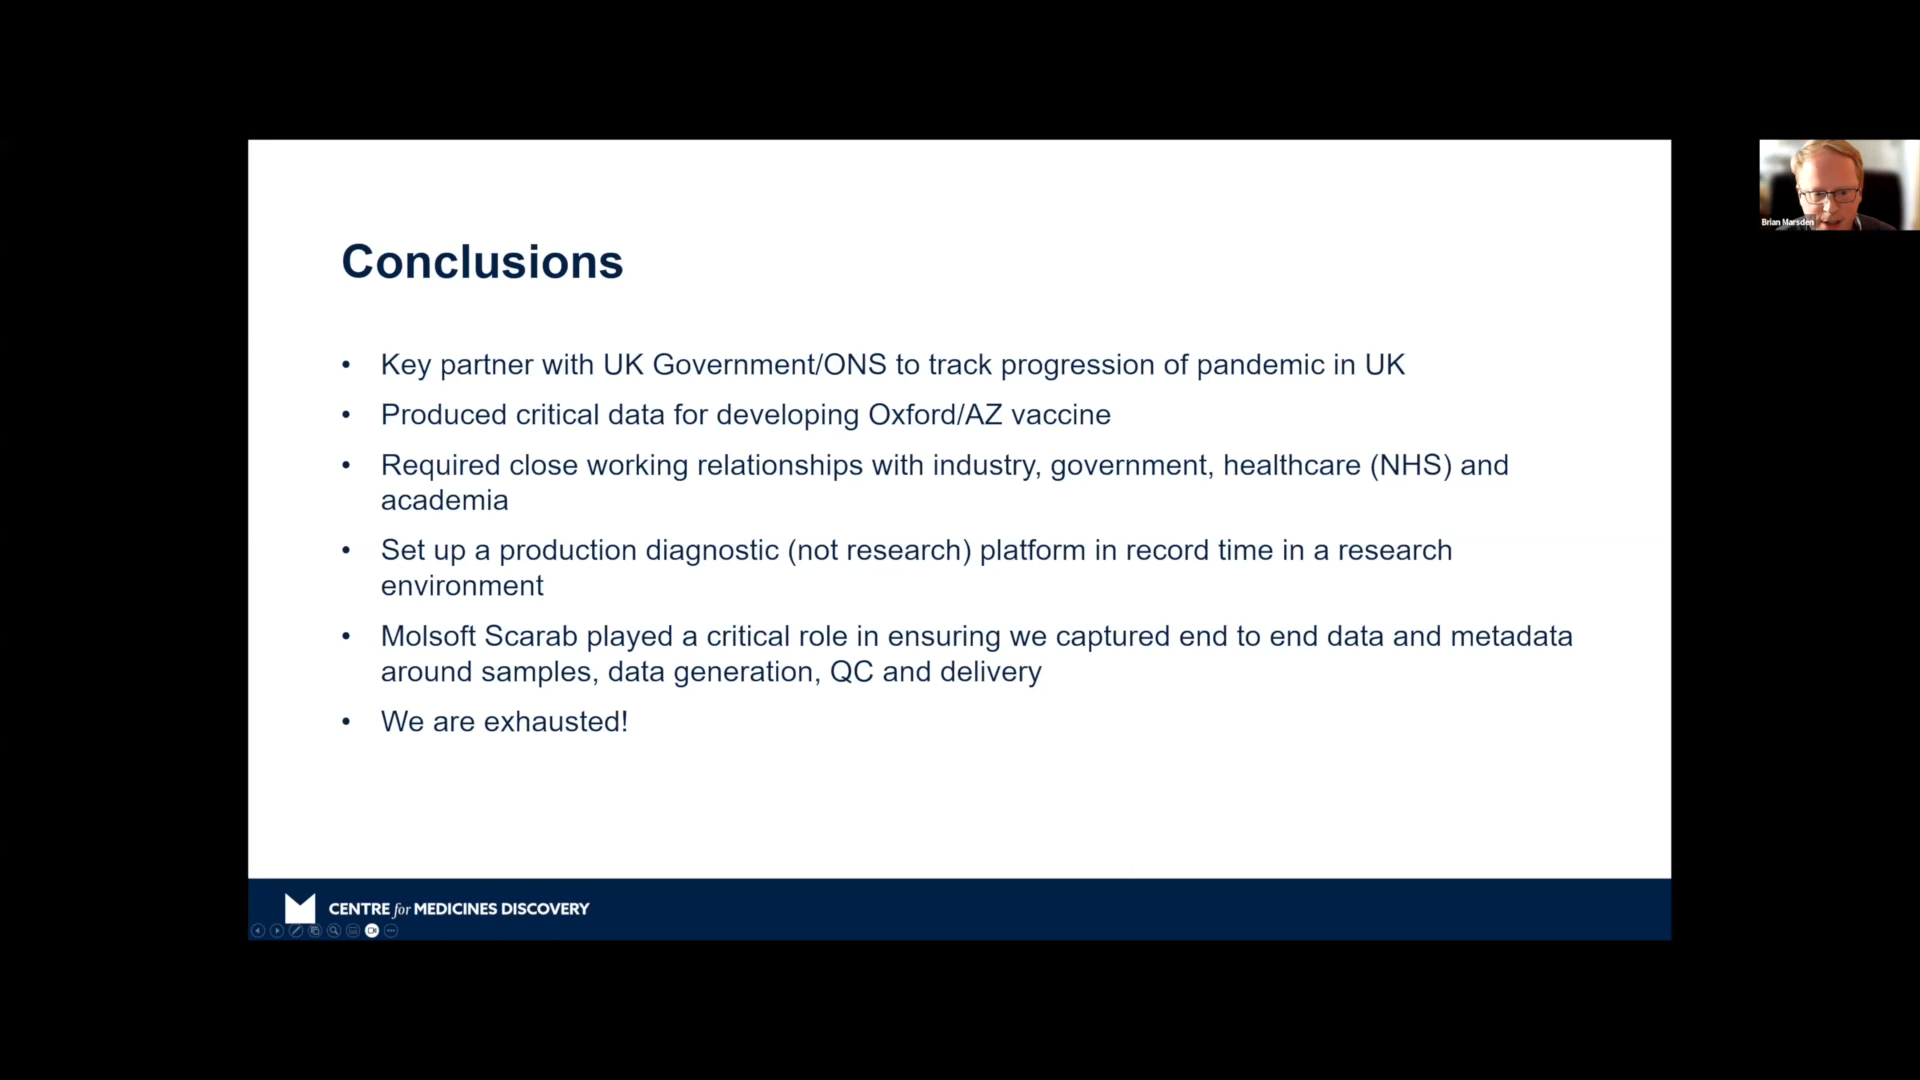 Conclusions
• Key partner with UK Government/ONS to track progression of pandemic in UK
• Produced critical data for developing Oxford/AZ vaccine
• Required close working relationships with industry, government, healthcare (NHS) and
academia
• Set up a production diagnostic (not research) platform in record time in a research
environment
• Molsoft Scarab played a critical role in ensuring we captured end to end data and metadata
around samples, data generation, QC and delivery
• We are exhausted!
CENTRE for MEDICINES DISCOVERY
Brian Marsden